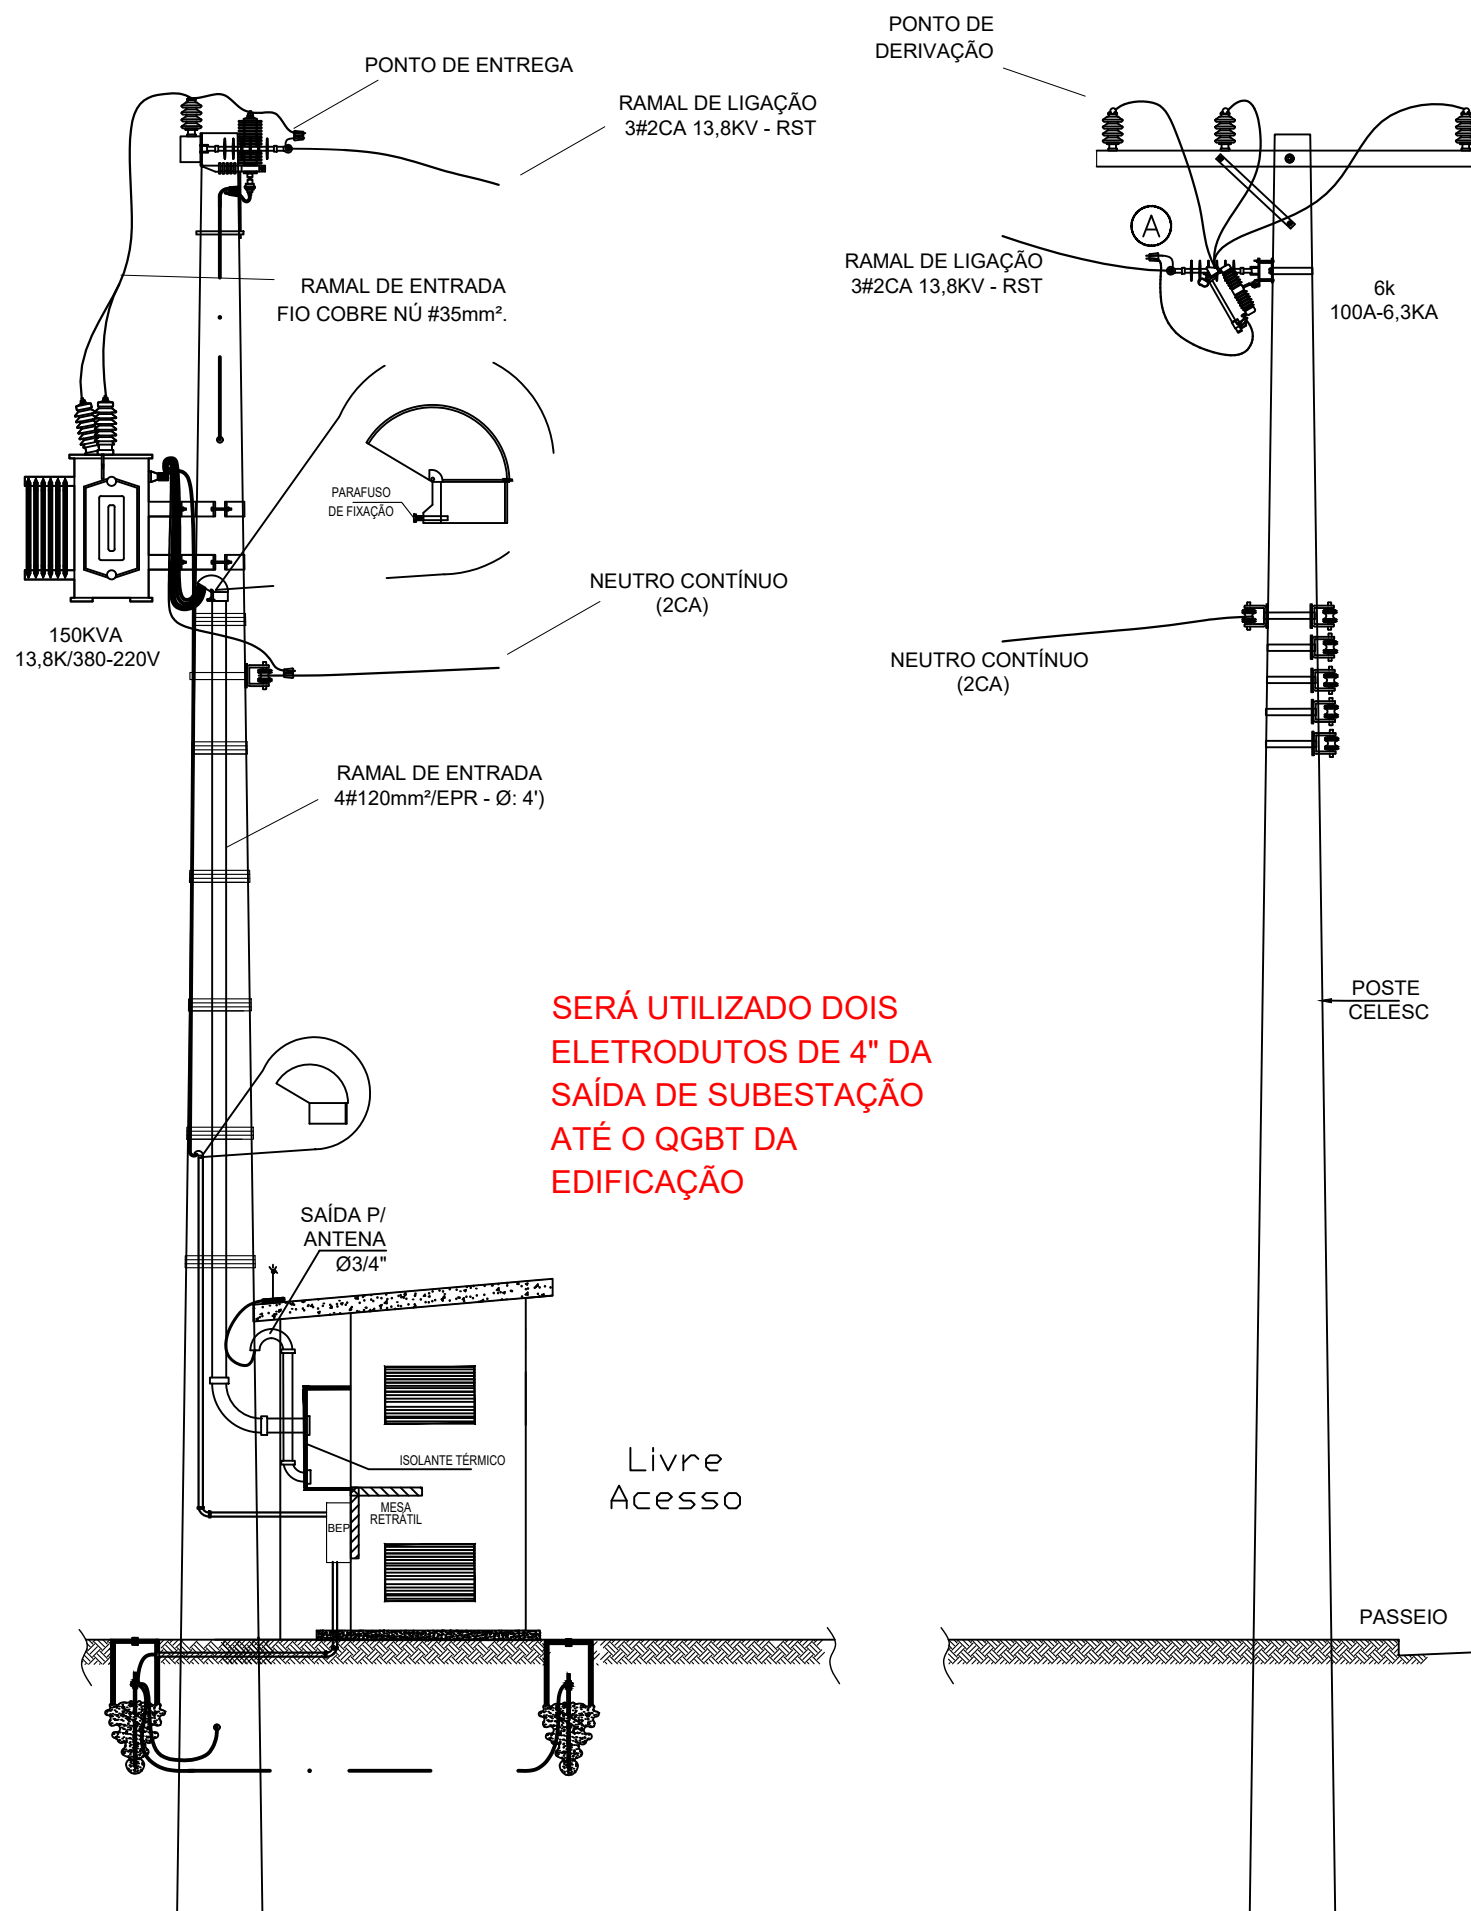 PONTO DE
DERIVAÇÃO
PONTO DE ENTREGA
RAMAL DE LIGAÇÃO
3#2CA 13,8KV - RST
A
RAMAL DE LIGAÇÃO
3#2CA 13,8KV - RST
6k
100A-6,3KA
RAMAL DE ENTRADA
FIO COBRE NÚ #35mm².
PARAFUSO
DE FIXAÇÃO
NEUTRO CONTÍNUO
(2CA)
150KVA
13,8K/380-220V
NEUTRO CONTÍNUO
(2CA)
RAMAL DE ENTRADA
4#120mm²/EPR - Ø: 4')
SERÁ UTILIZADO DOIS
ELETRODUTOS DE 4" DA
SAÍDA DE SUBESTAÇÃO
ATÉ O QGBT DA
EDIFICAÇÃO
POSTE
CELESC
SAÍDA P/
ANTENA
Ø3/4"
ISOLANTE TÉRMICO
Livre
Acesso
MESA
RETRÁTIL
BEP
PASSEIO